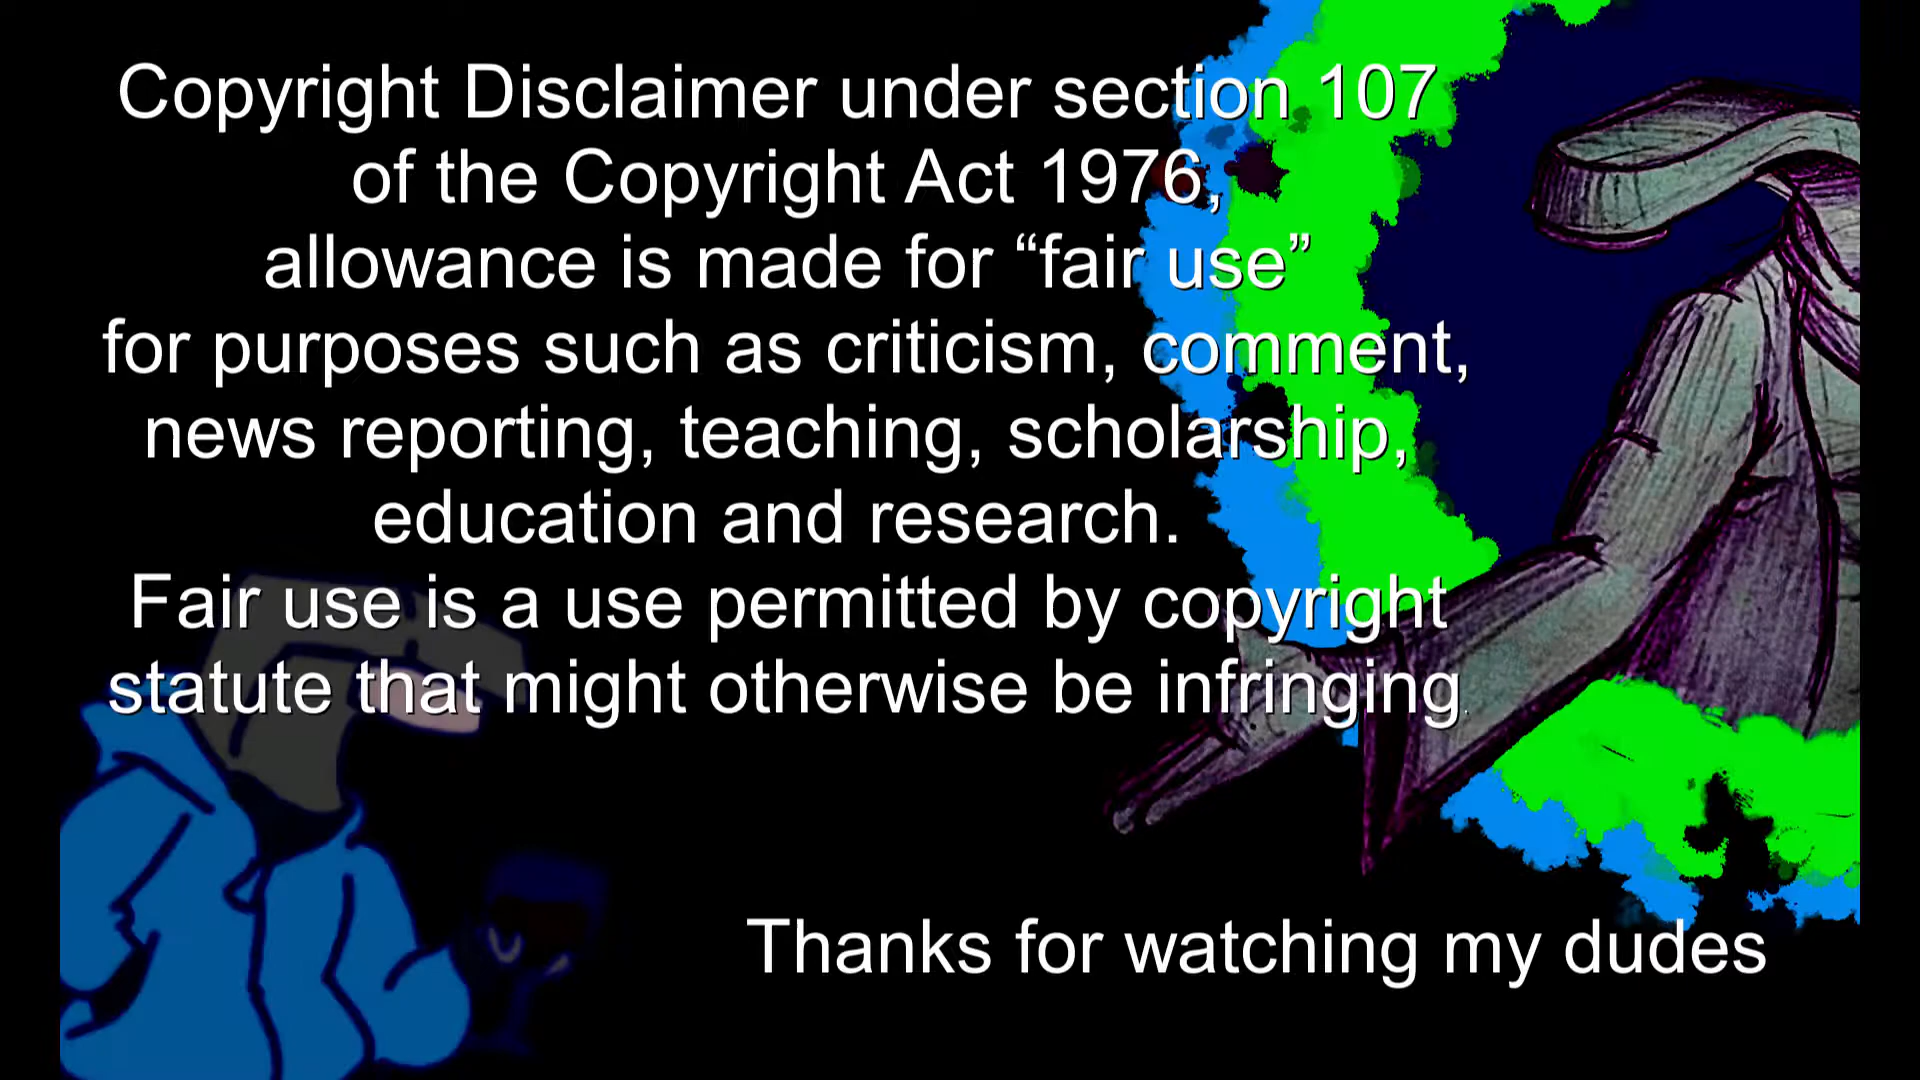 Copyright Disclaimer under section 107
of the Copyright Act 1976,
allowance is made for “fair use”
for purposes such as criticism, comment,
news reporting, teaching, scholarship,
education and research.
Fair use is a use permitted by copyright
statute that might otherwise be infringing.
Thanks for watching my dudes